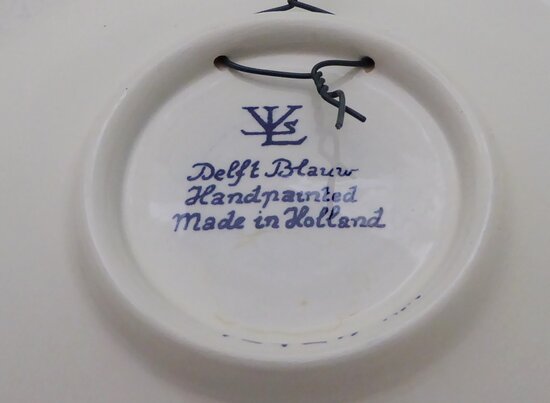 Delft Blauw
Handpainted
Made in Holland